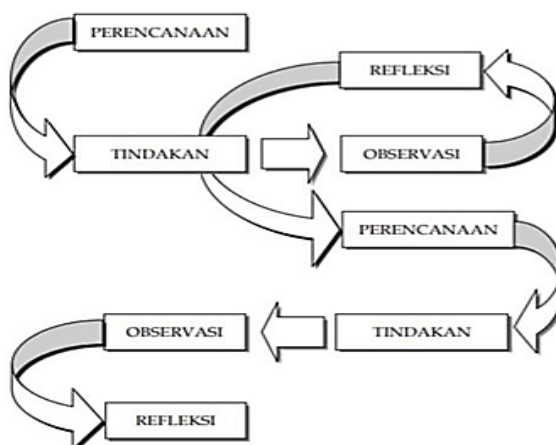 PERENCANAAN
REFLEKSI
TINDAKAN
OBSERVASI
PERENCANAAN
OBSERVASI
TINDAKAN
REFLEKSI